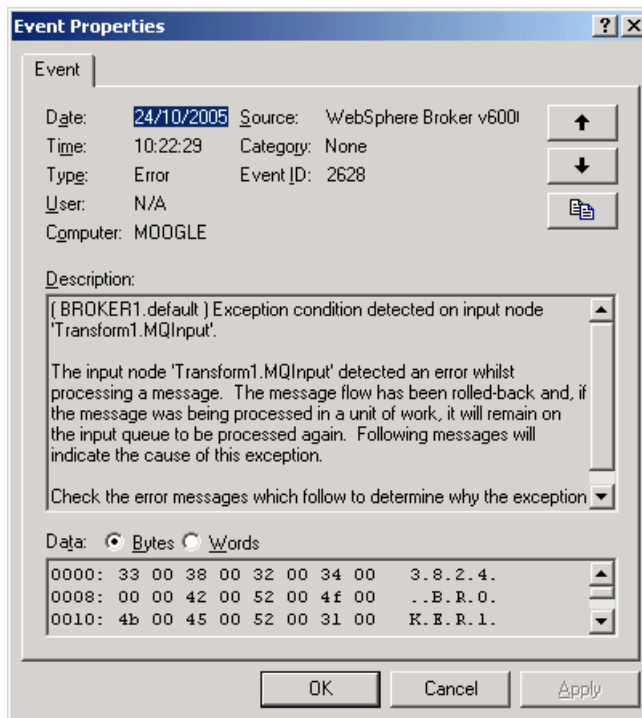 Event Properties
Event
Date: 24/10/2005 Source: WebSphere Broker v600
Time: 10:22:29 Category: None
Type: Error Event ID: 2628
User: N/A
Computer: MOOGLE
Description:
( BROKER1.default ) Exception condition detected on input node
'Transform1.MQInput'.
The input node 'Transform1.MQInput' detected an error whilst
processing a message. The message flow has been rolled-back and, if
the message was being processed in a unit of work, it will remain on
the input queue to be processed again. Following messages will
indicate the cause of this exception.
Check the error messages which follow to determine why the exception
Data: Bytes Words
0000: 33 00 38 00 32 00 34 00 3.8.2.4.
0008: 00 00 42 00 52 00 4f 00 ..B.R.O.
0010: 4b 00 45 00 52 00 31 00 K.E.R.1.
OK Cancel Apply